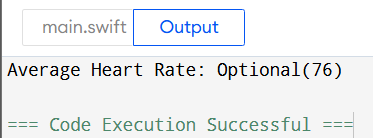 main.swift Output
Average Heart Rate: Optional(76)
=== Code Execution Successful ===